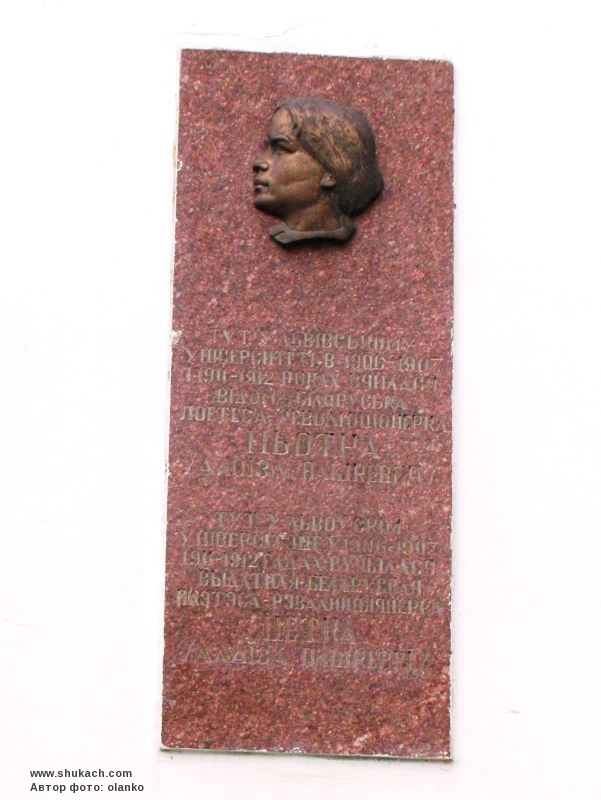 ТУТ У ЛЬВІВСЬКОМУ
УНІВЕРСИТЕТІ В 1906-1907
І 1911-1912 РОКАХ ВЧИЛАСЯ
ВІДОМА БІЛОРУСЬКА
ПОЕТЕСА-РЕВОЛЮЦІОНЕРКА
ЦЬОТКА
/АЛОЇЗА ПАШКЕВИЧ/
ТУТ У ЛЬВОЎСКІМ
УНІВЕРСІТЭЦЕ Ў 1906-1907
1911-1912 ГАДАХ ВУЧЫЛАСЯ
ВЫДАТНАЯ БЕЛАРУСКАЯ
ПАЭТЭСА-РЭВАЛЮЦЫЯНЕРКА
ЦЁТКА
/АЛАІЗА ПАШКЕВІЧ/
www.shukach.com
Автор фото: olanko